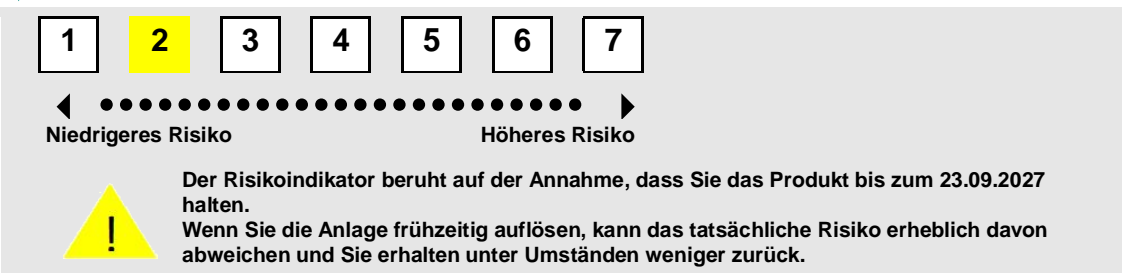 1 2 3 4 5 6 7
Niedrigeres Risiko Höheres Risiko
Der Risikoindikator beruht auf der Annahme, dass Sie das Produkt bis zum 23.09.2027
halten.
Wenn Sie die Anlage frühzeitig auflösen, kann das tatsächliche Risiko erheblich davon
abweichen und Sie erhalten unter Umständen weniger zurück.
!